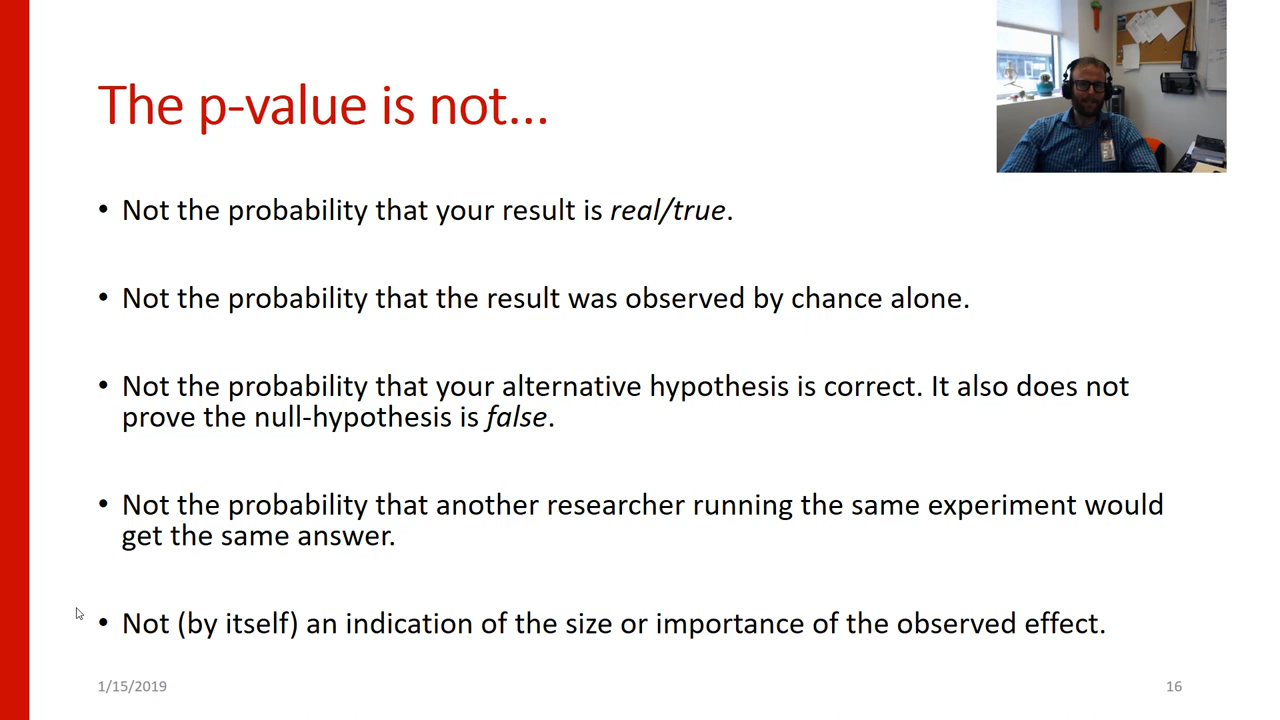 The p-value is not...
• Not the probability that your result is real/true.
• Not the probability that the result was observed by chance alone.
• Not the probability that your alternative hypothesis is correct. It also does not
prove the null-hypothesis is false.
• Not the probability that another researcher running the same experiment would
get the same answer.
• Not (by itself) an indication of the size or importance of the observed effect.
1/15/2019
16